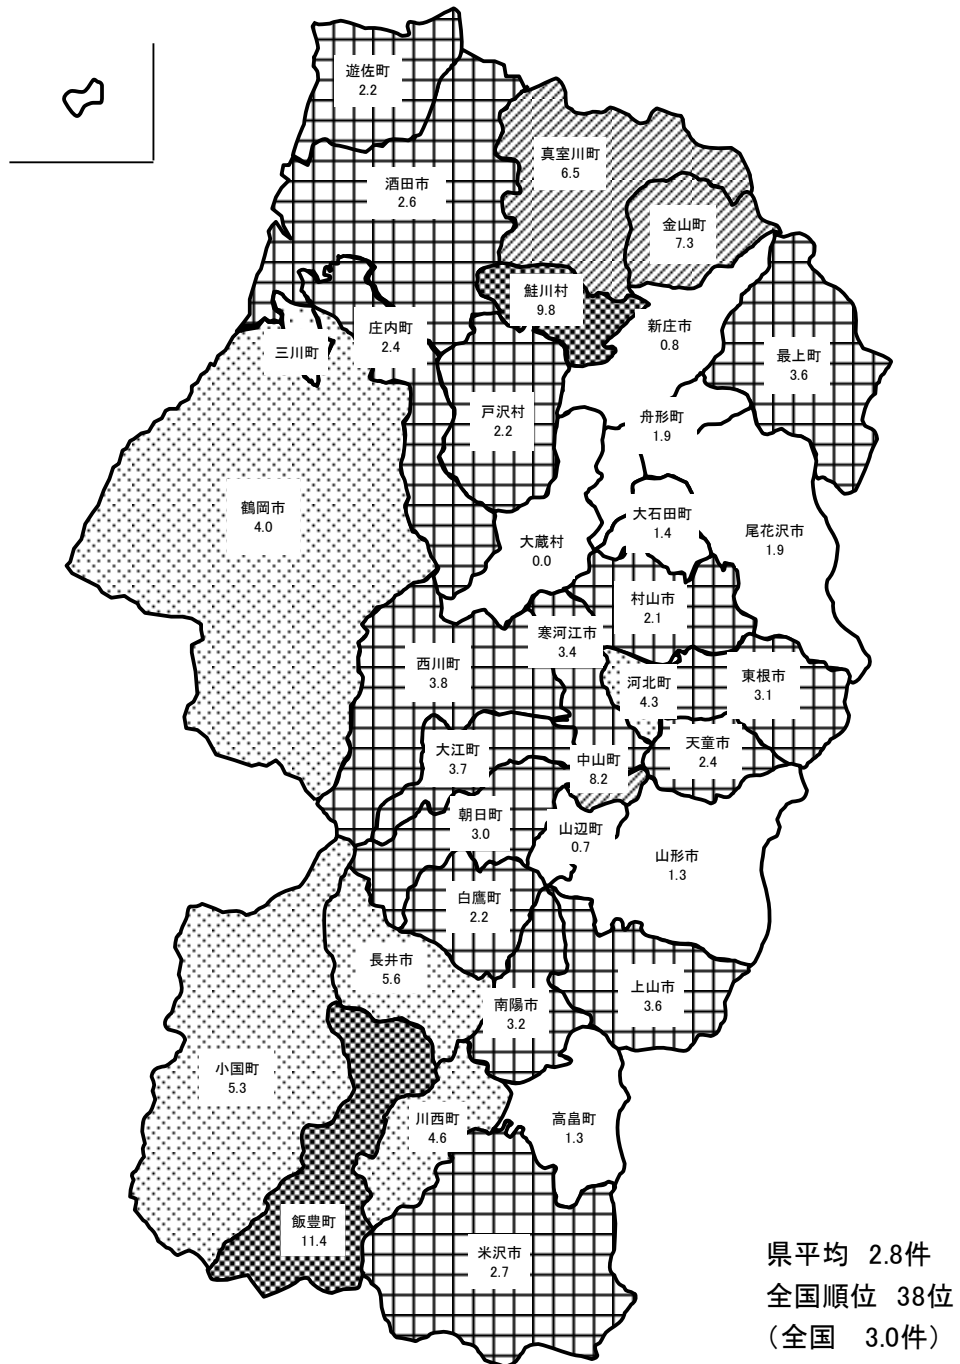 遊佐町
2.2
真室川町
6.5
酒田市
2.6
金山町
7.3
鮭川村
9.8
新庄市
0.8
庄内町
2.4
三川町
最上町
3.6
戸沢村
2.2
舟形町
1.9
鶴岡市
4.0
大石田町
1.4
尾花沢市
1.9
大蔵村
0.0
村山市
2.1
寒河江市
3.4
西川町
3.8
河北町
4.3
東根市
3.1
大江町
3.7
中山町
8.2
天童市
2.4
朝日町
3.0
山辺町
0.7
山形市
1.3
白鷹町
2.2
長井市
5.6
上山市
3.6
南陽市
3.2
小国町
5.3
川西町
4.6
高畠町
1.3
飯豊町
11.4
米沢市
2.7
県平均 2.8件
全国順位 38位
（全国 3.0件）